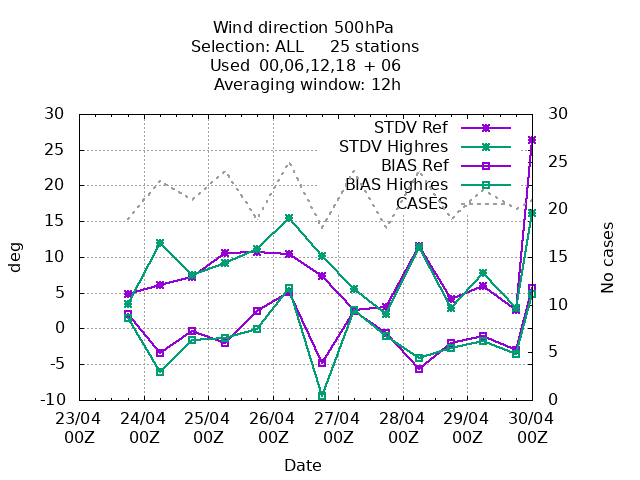 Wind direction 500hPa
Selection: ALL     25 stations
Used  00,06,12,18 + 06
Averaging window: 12h
30 30
STDV Ref
25 25
STDV Highres
BIAS Ref
20 20
BIAS Highres
CASES
15 15
10 10
5 5
0
-5
-10 0
deg
No cases
23/04 24/04 25/04 26/04 27/04 28/04 29/04 30/04
00Z 00Z 00Z 00Z 00Z 00Z 00Z 00Z
Date